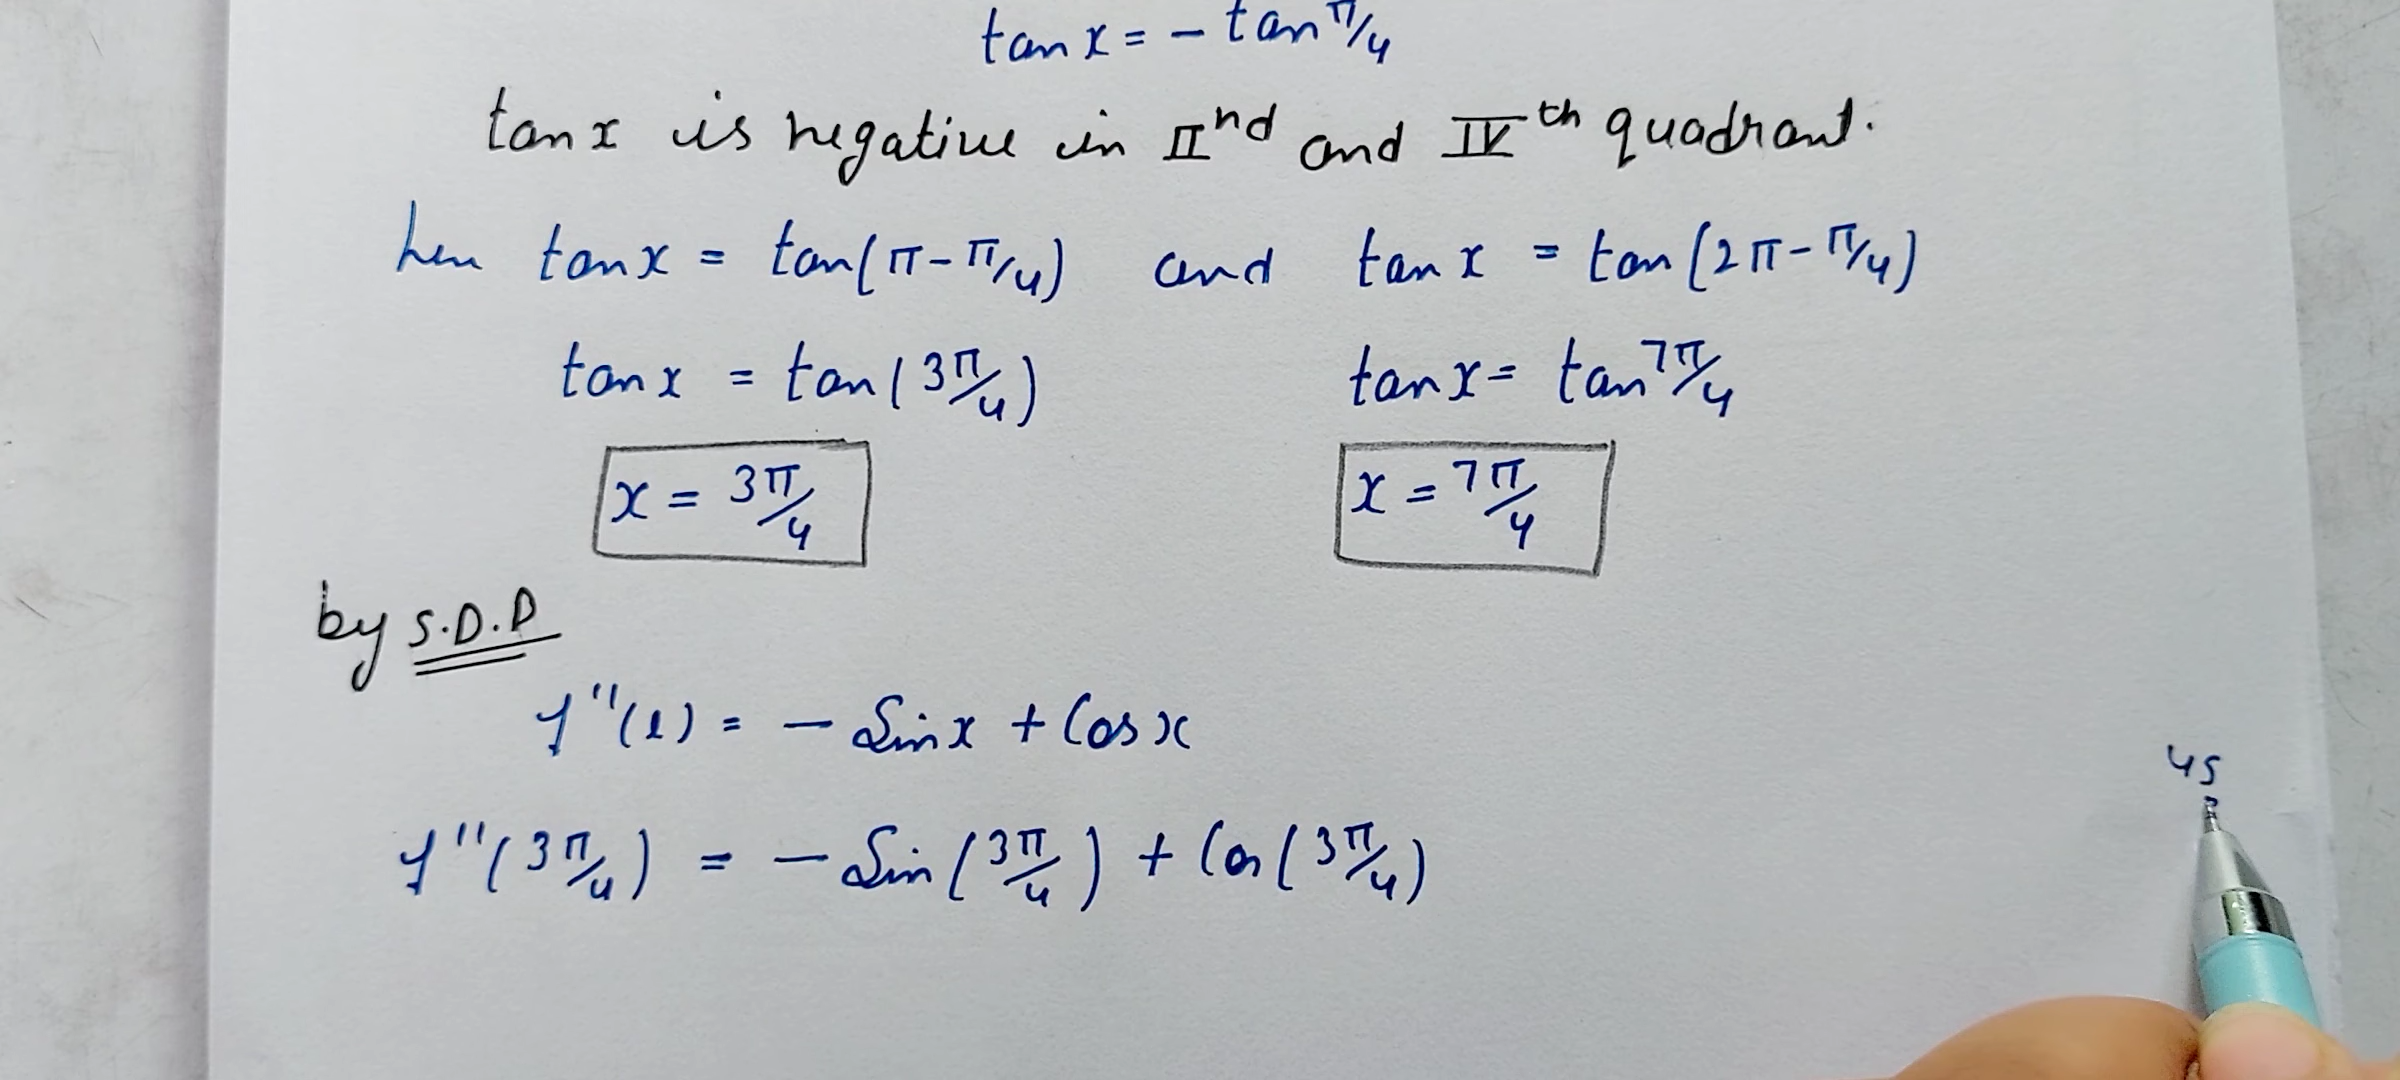 tan x = - tan π/4
tan x is negative in IInd and IVth quadrant.
hen tan x = tan(π - π/4) and tan x = tan(2π - π/4)
tan x = tan(3π/4) tan x = tan 7π/4
x = 3π/4 x = 7π/4
by S.D.D
f''(x) = - Sin x + Cos x
45
f''(3π/4) = - Sin(3π/4) + Cos(3π/4)